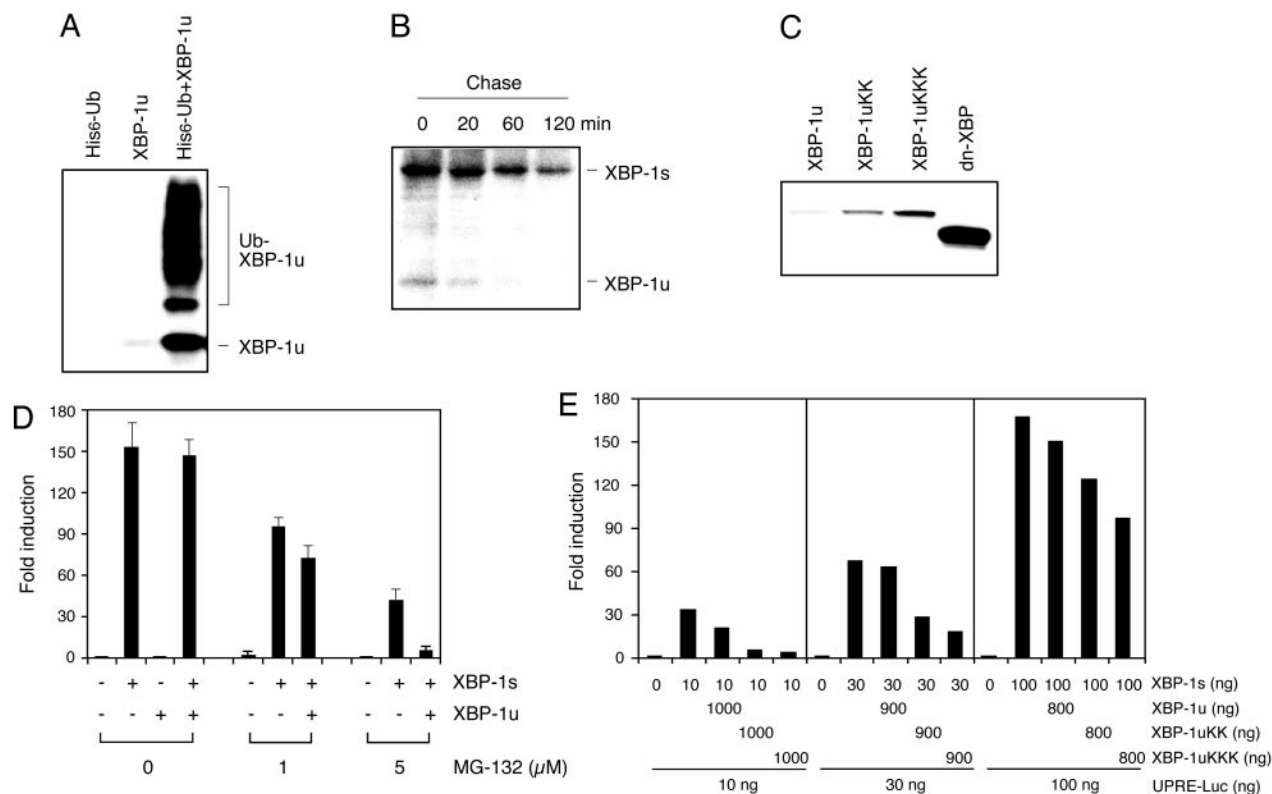 A
His6-Ub
XBP-1u
His6-Ub+XBP-1u
Ub-
XBP-1u
XBP-1u
B
Chase
0 20 60 120 min
XBP-1s
XBP-1u
C
XBP-1u
XBP-1uKK
XBP-1uKKK
dn-XBP
D
Fold induction
180
150
120
90
60
30
0
- + - + - + + - + + XBP-1s
- - + + - - + - - + XBP-1u
0 1 5 MG-132 (µM)
E
Fold induction
180
150
120
90
60
30
0
0 10 10 10 10 0 30 30 30 30 0 100 100 100 100 XBP-1s (ng)
1000 900 800 XBP-1u (ng)
1000 900 800 XBP-1uKK (ng)
1000 900 800 XBP-1uKKK (ng)
10 ng 30 ng 100 ng UPRE-Luc (ng)